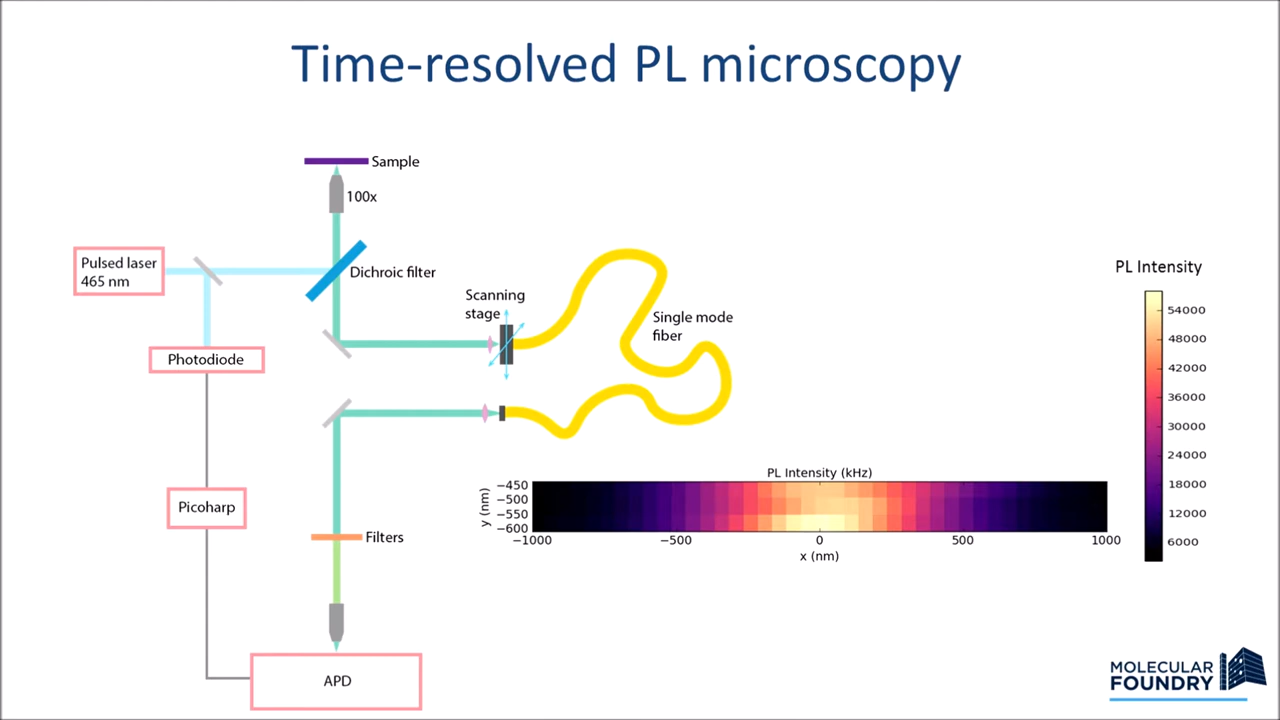 Time-resolved PL microscopy
Sample
100x
Pulsed laser
465 nm
Dichroic filter
Scanning
stage
Single mode
fiber
Photodiode
Picoharp
Filters
APD
PL Intensity
54000
48000
42000
36000
30000
24000
18000
12000
6000
PL Intensity (kHz)
y (nm)
−450
−500
−550
−600
−1000 −500 0 500 1000
x (nm)
MOLECULAR
FOUNDRY